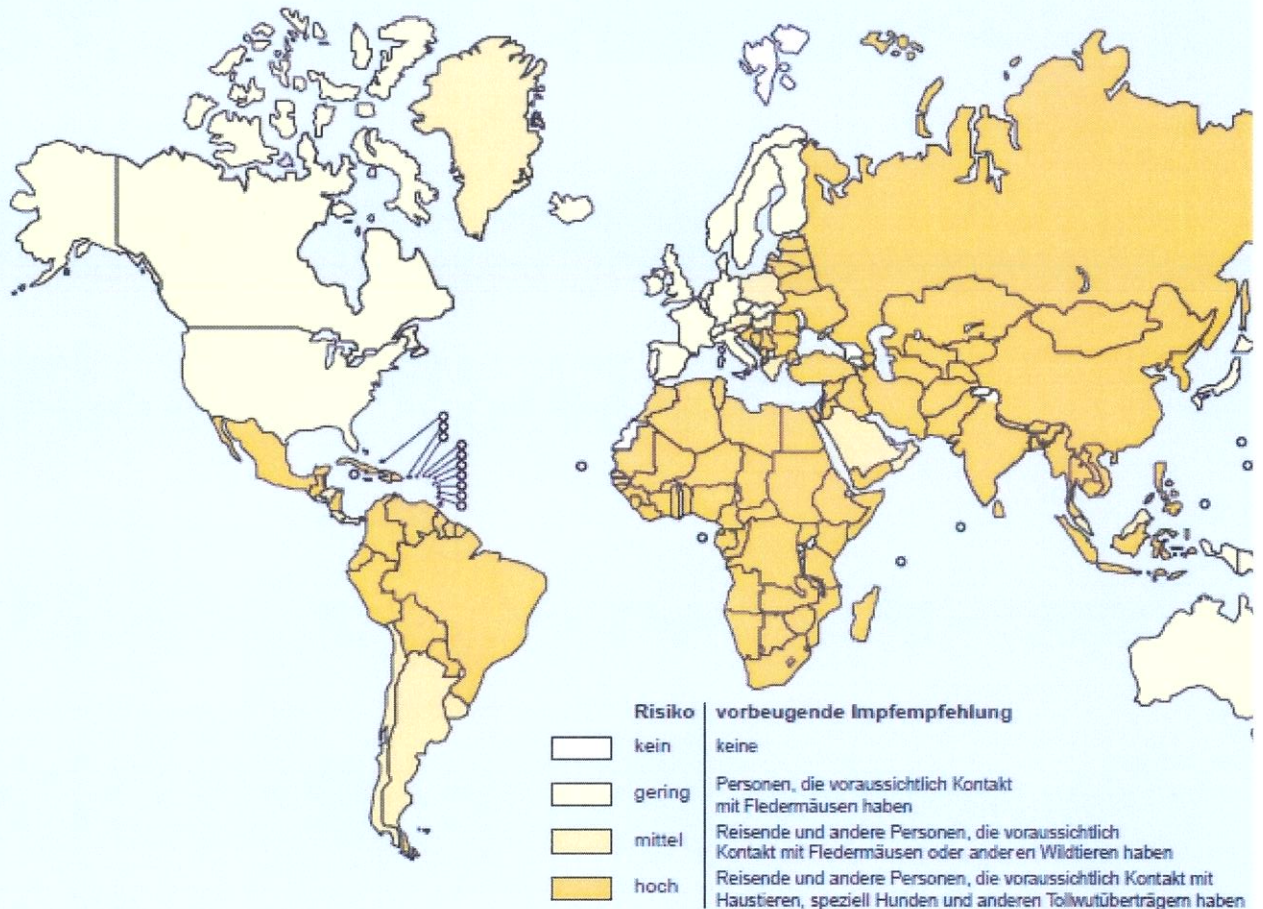 Risiko vorbeugende Impfempfehlung
kein keine
gering Personen, die voraussichtlich Kontakt
mit Fledermäusen haben
mittel Reisende und andere Personen, die voraussichtlich
Kontakt mit Fledermäusen oder anderen Wildtieren haben
hoch Reisende und andere Personen, die voraussichtlich Kontakt mit
Haustieren, speziell Hunden und anderen Tollwutüberträgern haben